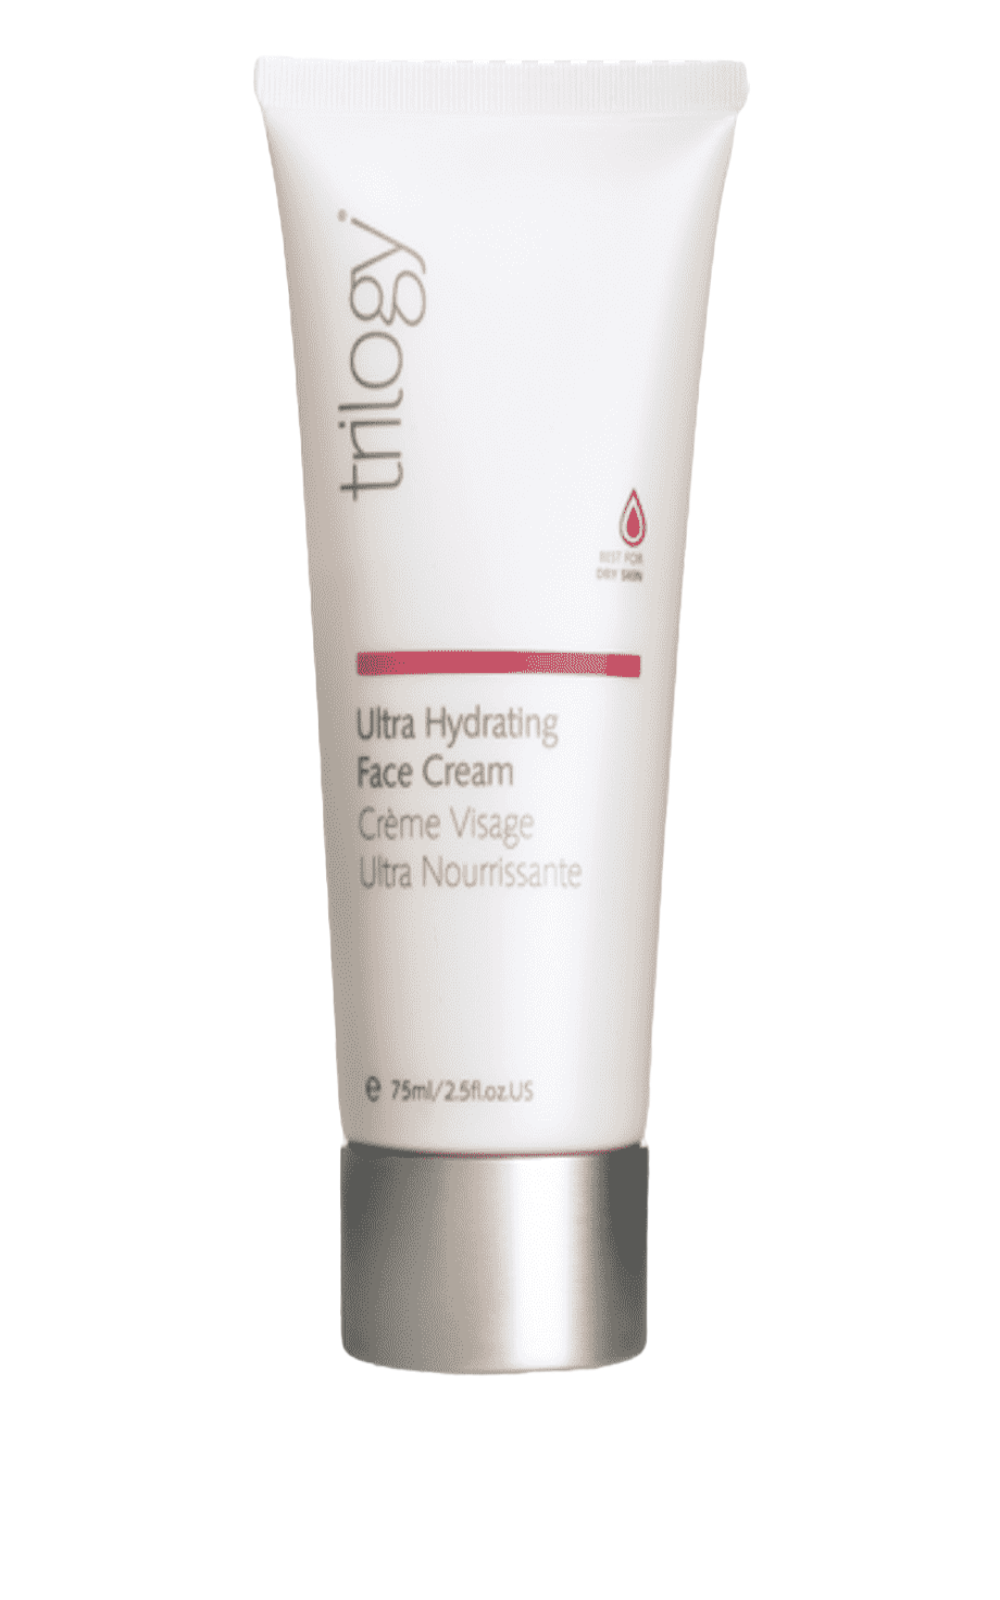 trilogy
BEST FOR
DRY SKIN
Ultra Hydrating
Face Cream
Crème Visage
Ultra Nourrissante
e 75ml/2.5fl.oz.US